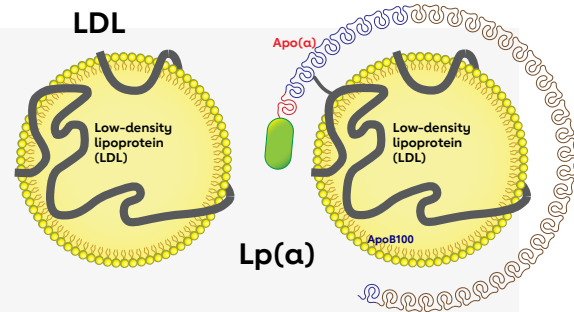 LDL
Apo(α)
Low-density
lipoprotein
(LDL)
Low-density
lipoprotein
(LDL)
ApoB100
Lp(α)